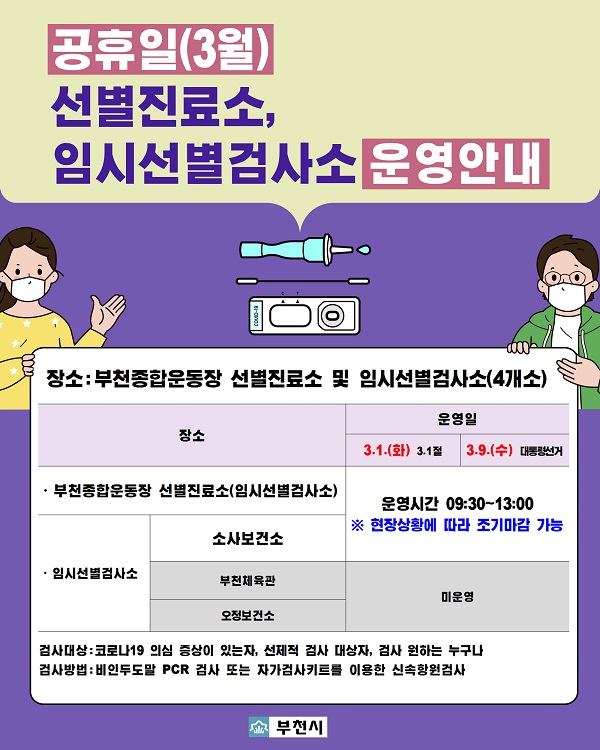 공휴일(3월)
선별진료소,
임시선별검사소 운영안내
COVID-19
C T
장소:부천종합운동장 선별진료소 및 임시선별검사소(4개소)
장소
운영일
3.1.(화) 3.1절
3.9.(수) 대통령선거
· 부천종합운동장 선별진료소(임시선별검사소)
운영시간 09:30~13:00
※ 현장상황에 따라 조기마감 가능
· 임시선별검사소
소사보건소
부천체육관
오정보건소
미운영
검사대상:코로나19 의심 증상이 있는자, 선제적 검사 대상자, 검사 원하는 누구나
검사방법:비인두도말 PCR 검사 또는 자가검사키트를 이용한 신속항원검사
부천시